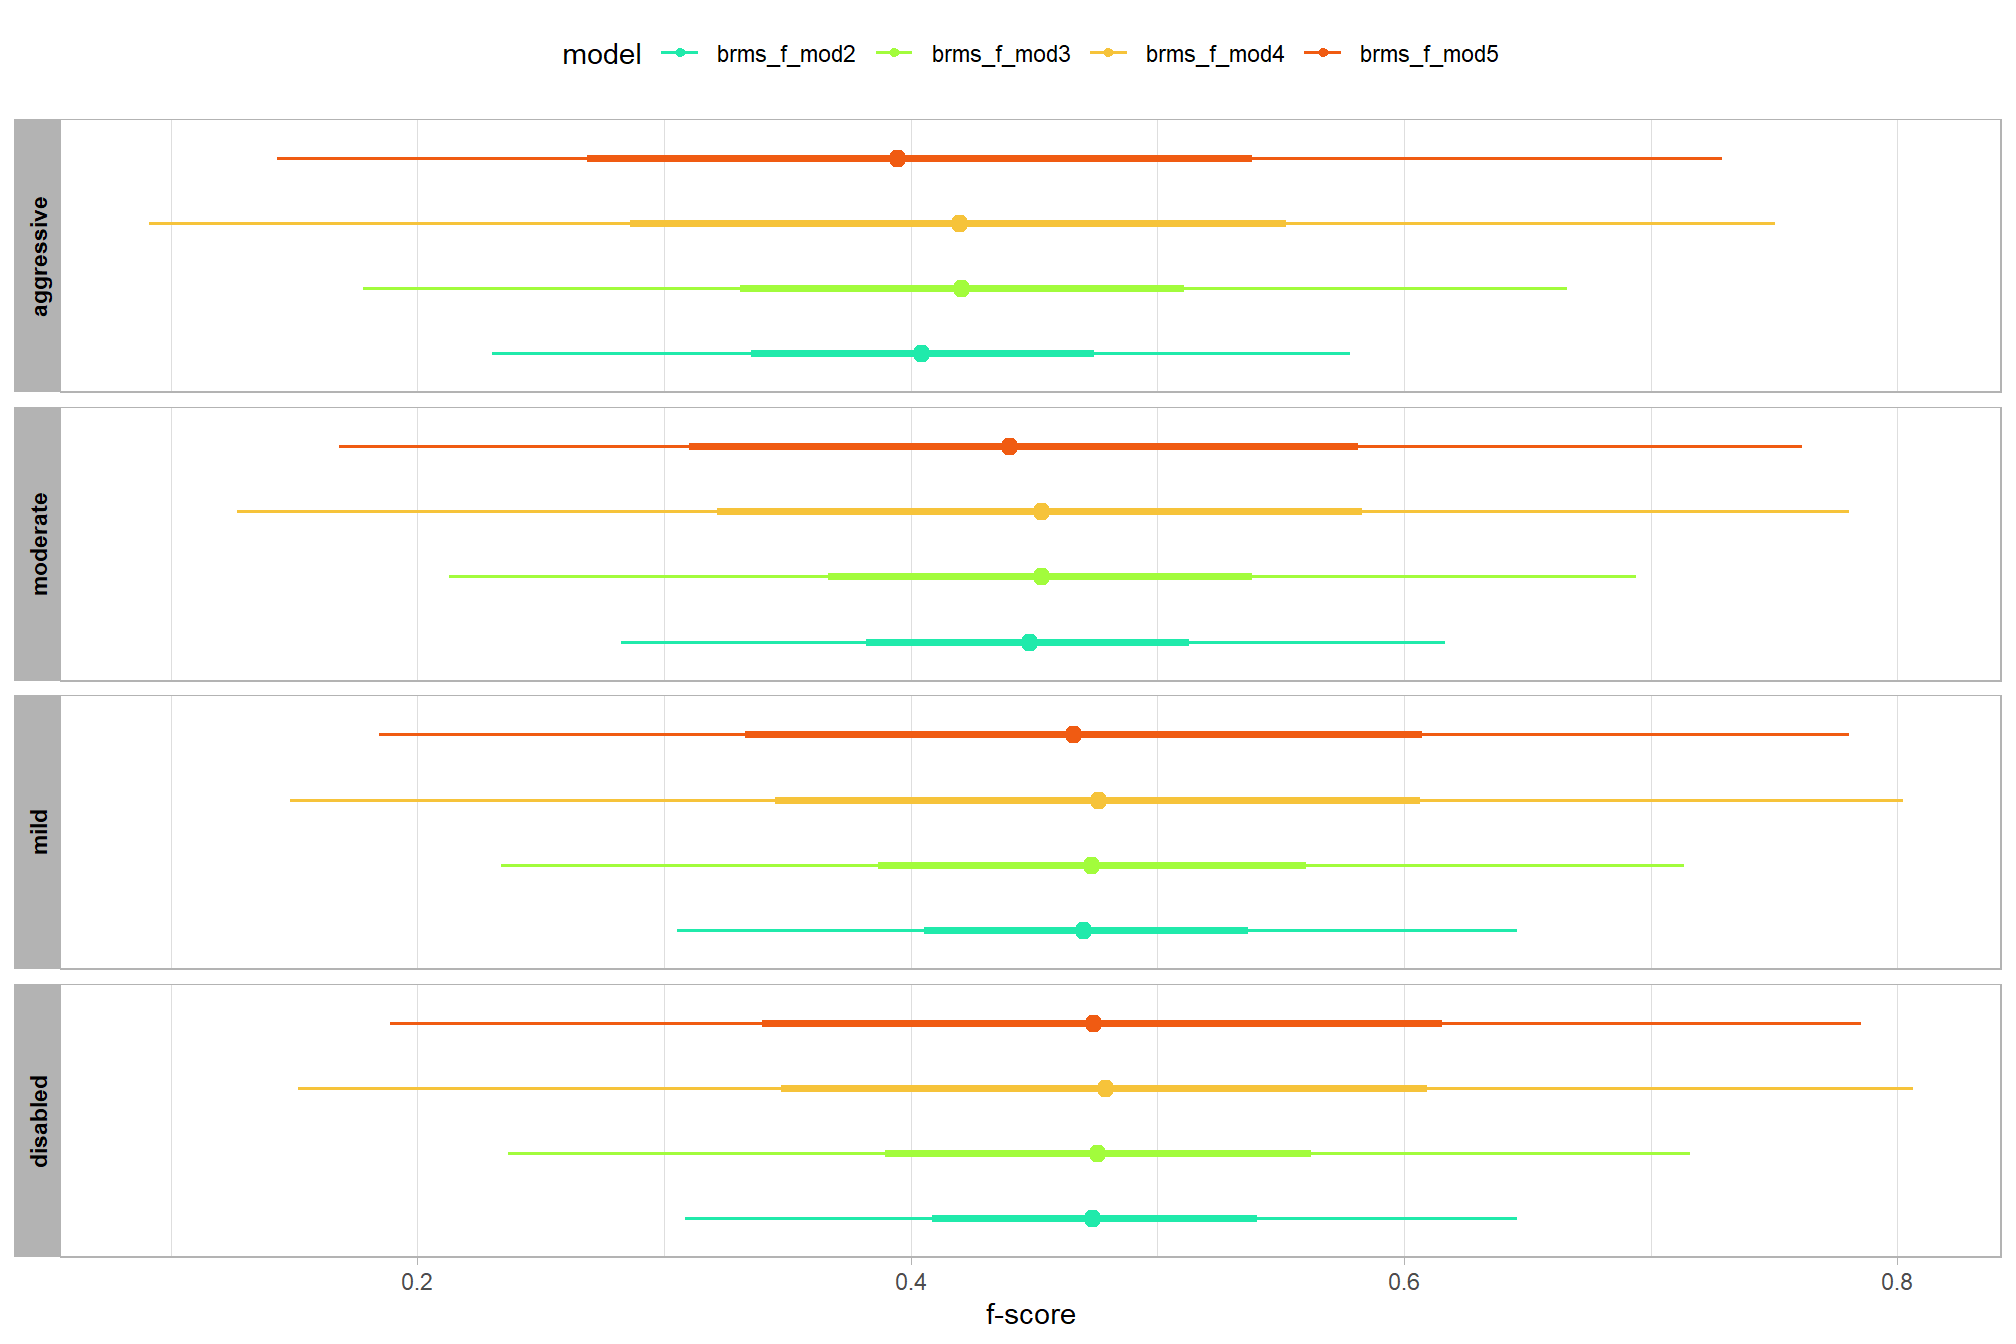 model brms_f_mod2 brms_f_mod3 brms_f_mod4 brms_f_mod5
aggressive
moderate
mild
disabled
0.2 0.4 0.6 0.8
f-score